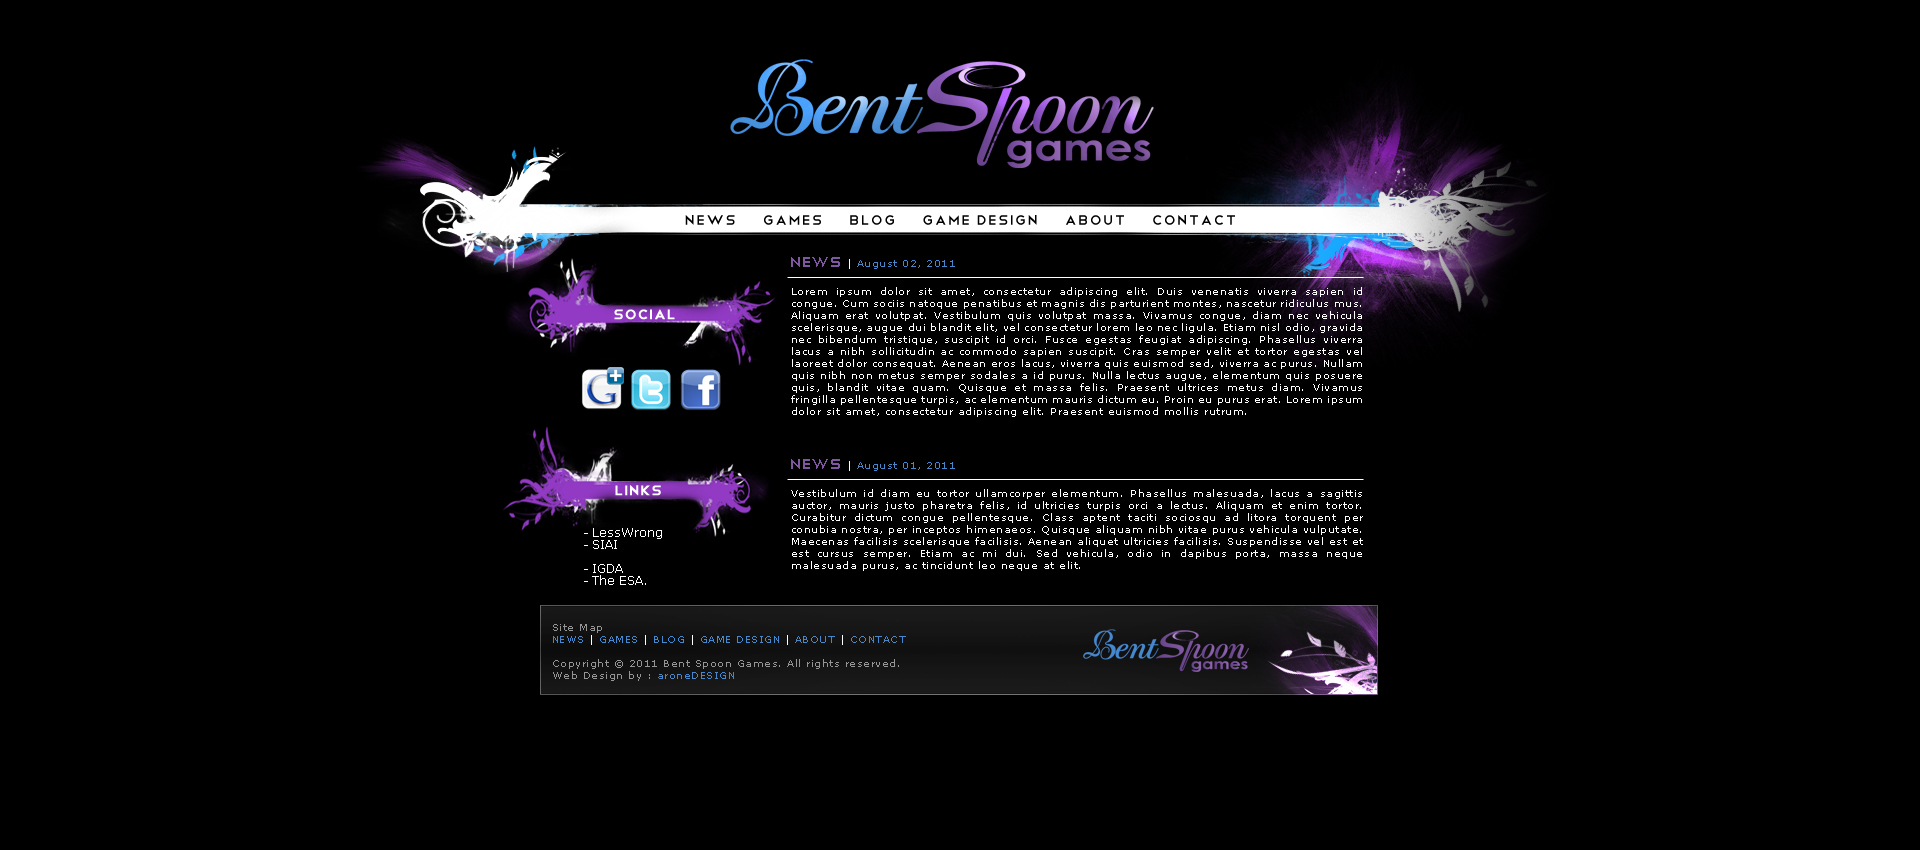 Bent Spoon
games
NEWS GAMES BLOG GAME DESIGN ABOUT CONTACT
SOCIAL
LINKS
- LessWrong
- SIAI
- IGDA
- The ESA.
NEWS | August 02, 2011
Lorem ipsum dolor sit amet, consectetur adipiscing elit. Duis venenatis viverra sapien id
congue. Cum sociis natoque penatibus et magnis dis parturient montes, nascetur ridiculus mus.
Aliquam erat volutpat. Vestibulum quis volutpat massa. Vivamus congue, diam nec vehicula
scelerisque, augue dui blandit elit, vel consectetur lorem leo nec ligula. Etiam nisl odio, gravida
nec bibendum tristique, suscipit id orci. Fusce egestas feugiat adipiscing. Phasellus viverra
lacus a nibh sollicitudin ac commodo sapien suscipit. Cras semper velit et tortor egestas vel
laoreet dolor consequat. Aenean eros lacus, viverra quis euismod sed, viverra ac purus. Nullam
quis nibh non metus semper sodales a id purus. Nulla lectus augue, elementum quis posuere
quis, blandit vitae quam. Quisque et massa felis. Praesent ultrices metus diam. Vivamus
fringilla pellentesque turpis, ac elementum mauris dictum eu. Proin eu purus erat. Lorem ipsum
dolor sit amet, consectetur adipiscing elit. Praesent euismod mollis rutrum.
NEWS | August 01, 2011
Vestibulum id diam eu tortor ullamcorper elementum. Phasellus malesuada, lacus a sagittis
auctor, mauris justo pharetra felis, id ultricies turpis orci a lectus. Aliquam et enim tortor.
Curabitur dictum congue pellentesque. Class aptent taciti sociosqu ad litora torquent per
conubia nostra, per inceptos himenaeos. Quisque aliquam nibh vitae purus vehicula vulputate.
Maecenas facilisis scelerisque facilisis. Aenean aliquet ultricies facilisis. Suspendisse vel est et
est cursus semper. Etiam ac mi dui. Sed vehicula, odio in dapibus porta, massa neque
malesuada purus, ac tincidunt leo neque at elit.
Site Map
NEWS | GAMES | BLOG | GAME DESIGN | ABOUT | CONTACT
Copyright © 2011 Bent Spoon Games. All rights reserved.
Web Design by : aroneDESIGN
Bent Spoon
games